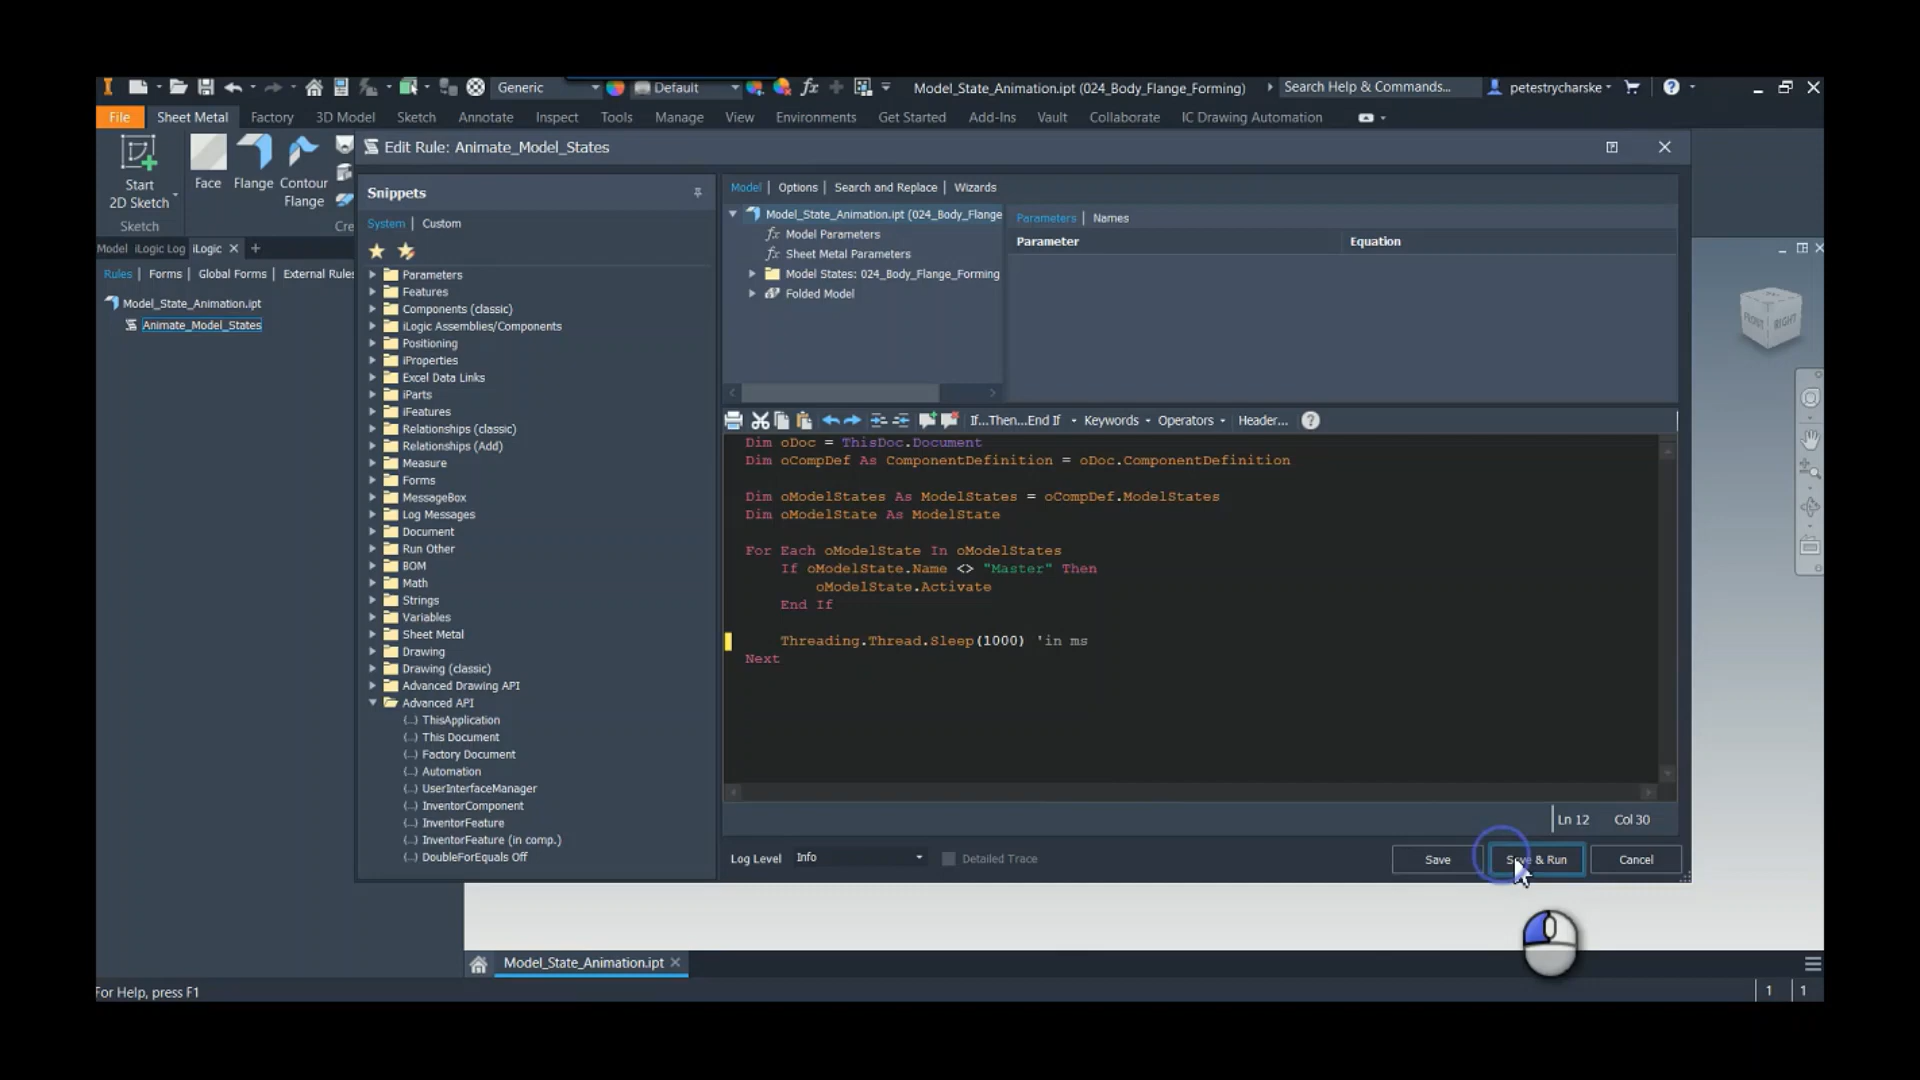 Generic
Default
Model_State_Animation.ipt (024_Body_Flange_Forming)
Search Help & Commands...
petestrycharske
File
Sheet Metal
Factory
3D Model
Sketch
Annotate
Inspect
Tools
Manage
View
Environments
Get Started
Add-Ins
Vault
Collaborate
IC Drawing Automation
Start
2D Sketch
Face
Flange
Contour
Flange
Sketch
Cre
Model
iLogic Log
iLogic
Rules
Forms
Global Forms
External Rules
Model_State_Animation.ipt
Animate_Model_States
Edit Rule: Animate_Model_States
Snippets
System
Custom
Parameters
Features
Components (classic)
iLogic Assemblies/Components
Positioning
iProperties
Excel Data Links
iParts
iFeatures
Relationships (classic)
Relationships (Add)
Measure
Forms
MessageBox
Log Messages
Document
Run Other
BOM
Math
Strings
Variables
Sheet Metal
Drawing
Drawing (classic)
Advanced Drawing API
Advanced API
{...} ThisApplication
{...} This Document
{...} Factory Document
{...} Automation
{...} UserInterfaceManager
{...} InventorComponent
{...} InventorFeature
{...} InventorFeature (in comp.)
{...} DoubleForEquals Off
Model
Options
Search and Replace
Wizards
Model_State_Animation.ipt (024_Body_Flange
fx Model Parameters
fx Sheet Metal Parameters
Model States: 024_Body_Flange_Forming
Folded Model
Parameters
Names
Parameter
Equation
If...Then...End If
Keywords
Operators
Header...
Dim oDoc = ThisDoc.Document
Dim oCompDef As ComponentDefinition = oDoc.ComponentDefinition
Dim oModelStates As ModelStates = oCompDef.ModelStates
Dim oModelState As ModelState
For Each oModelState In oModelStates
If oModelState.Name <> "Master" Then
oModelState.Activate
End If
Threading.Thread.Sleep(1000) 'in ms
Next
Ln 12
Col 30
Log Level
Info
Detailed Trace
Save
Save & Run
Cancel
FRONT
RIGHT
Model_State_Animation.ipt
For Help, press F1
1
1